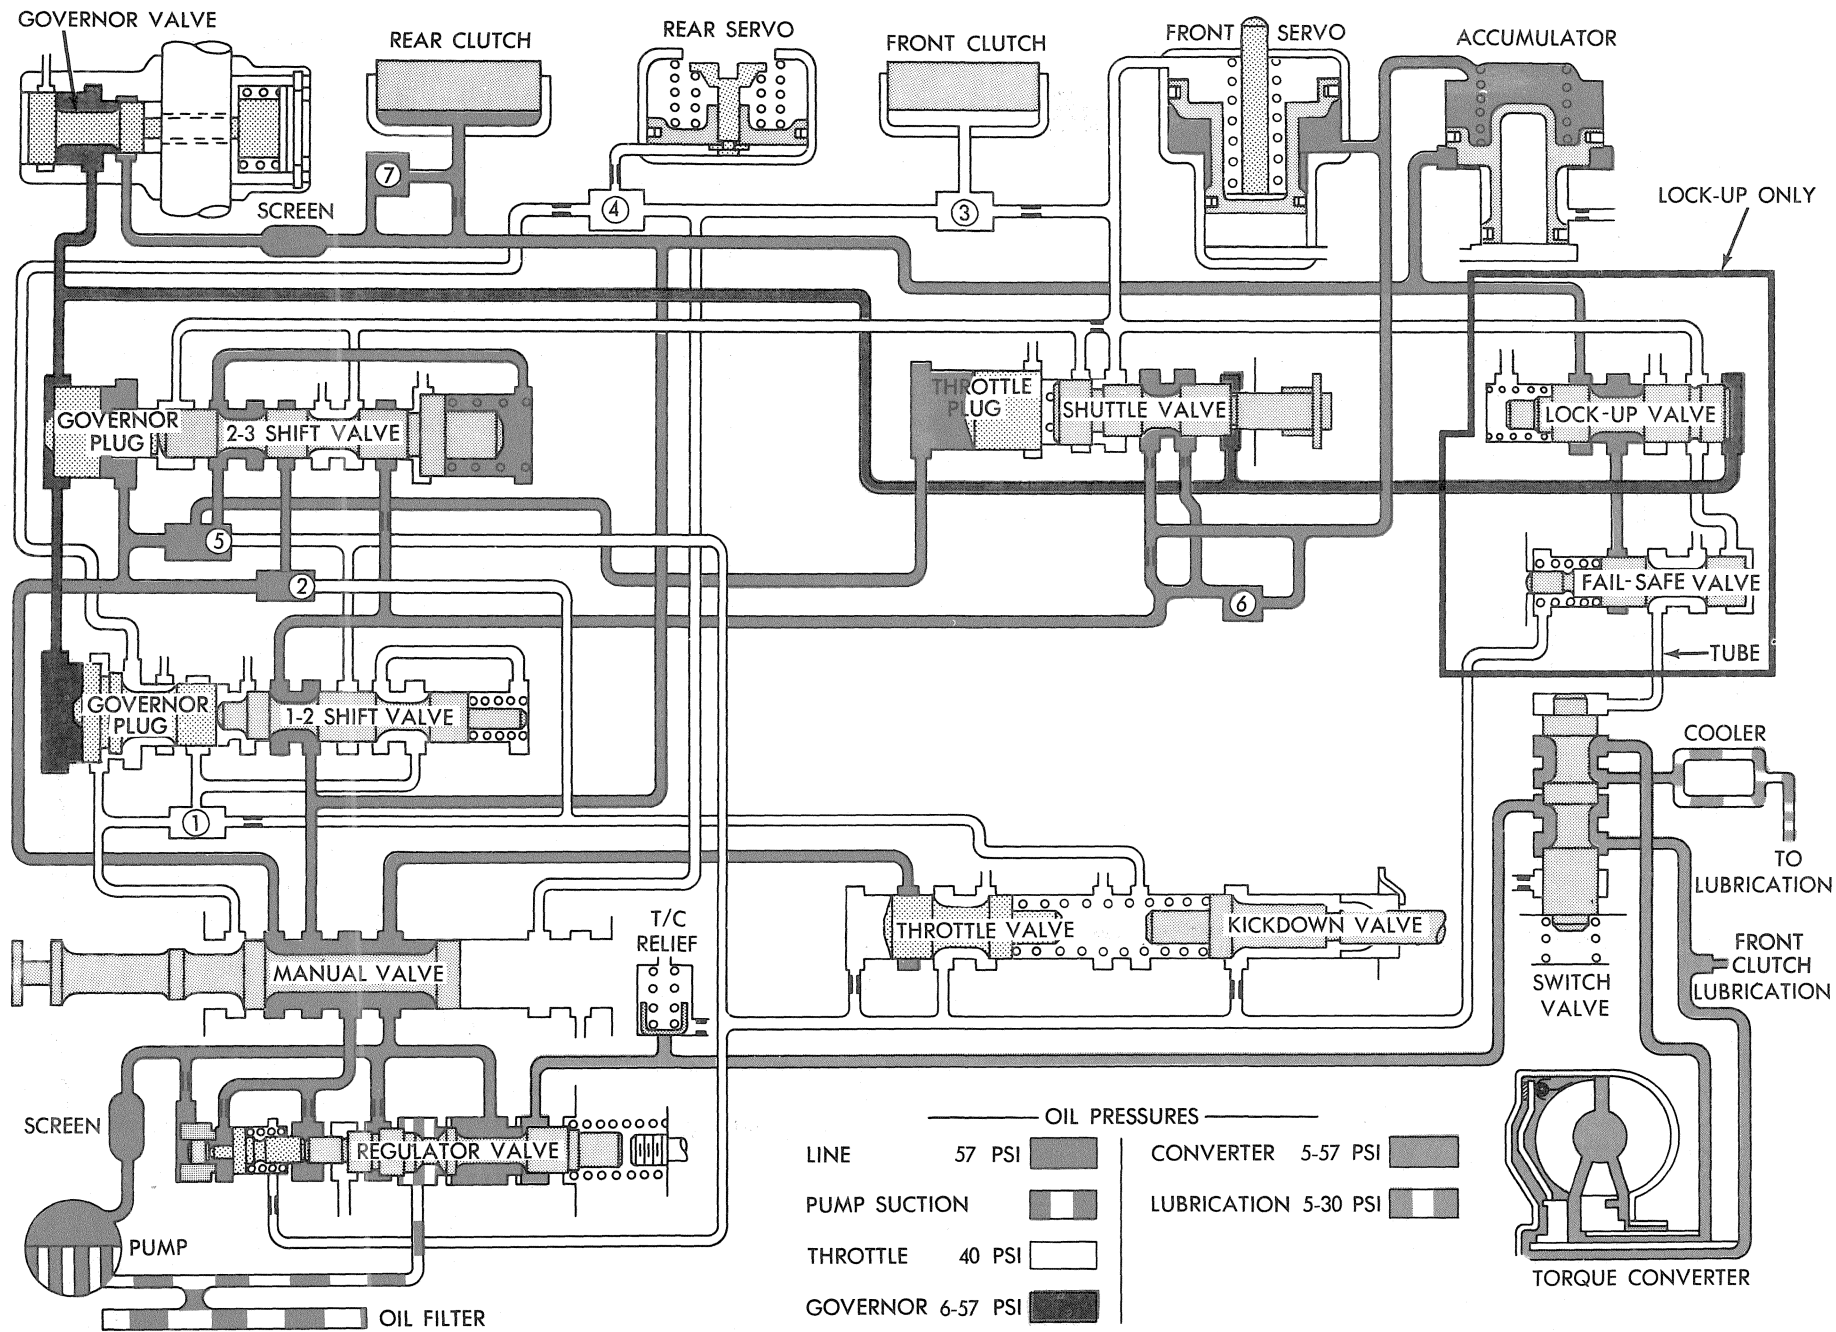 GOVERNOR VALVE
REAR CLUTCH
REAR SERVO
FRONT CLUTCH
FRONT SERVO
ACCUMULATOR
7
4
3
SCREEN
LOCK-UP ONLY
GOVERNOR
PLUG
2-3 SHIFT VALVE
THROTTLE
PLUG
SHUTTLE VALVE
LOCK-UP VALVE
5
2
6
FAIL-SAFE VALVE
TUBE
GOVERNOR
PLUG
1-2 SHIFT VALVE
1
COOLER
TO
LUBRICATION
T/C
RELIEF
THROTTLE VALVE
KICKDOWN VALVE
MANUAL VALVE
SWITCH
VALVE
FRONT
CLUTCH
LUBRICATION
SCREEN
REGULATOR VALVE
PUMP
OIL FILTER
OIL PRESSURES
LINE 57 PSI
PUMP SUCTION
THROTTLE 40 PSI
GOVERNOR 6-57 PSI
CONVERTER 5-57 PSI
LUBRICATION 5-30 PSI
TORQUE CONVERTER